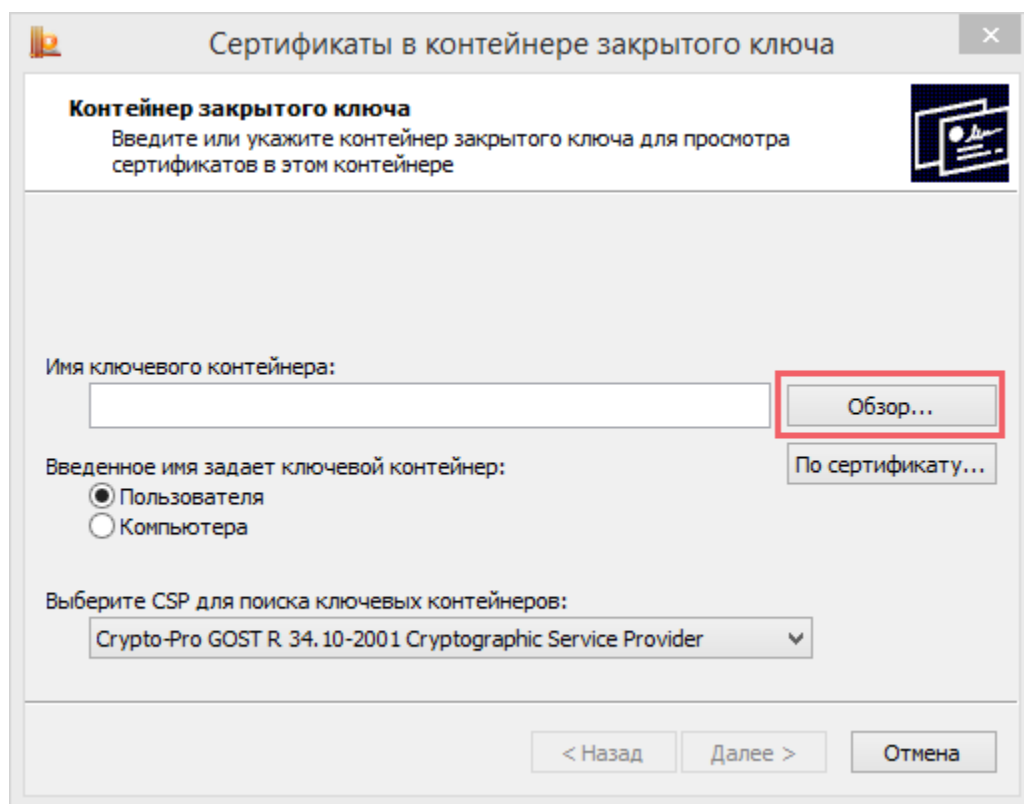 Сертификаты в контейнере закрытого ключа
Контейнер закрытого ключа
Введите или укажите контейнер закрытого ключа для просмотра
сертификатов в этом контейнере
Имя ключевого контейнера:
Обзор...
Введенное имя задает ключевой контейнер:
По сертификату...
Пользователя
Компьютера
Выберите CSP для поиска ключевых контейнеров:
Crypto-Pro GOST R 34.10-2001 Cryptographic Service Provider
< Назад Далее > Отмена